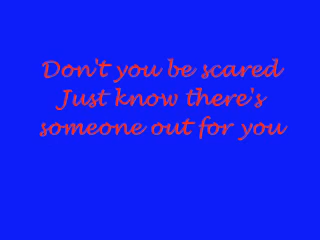 Don't you be scared
Just know there's
someone out for you